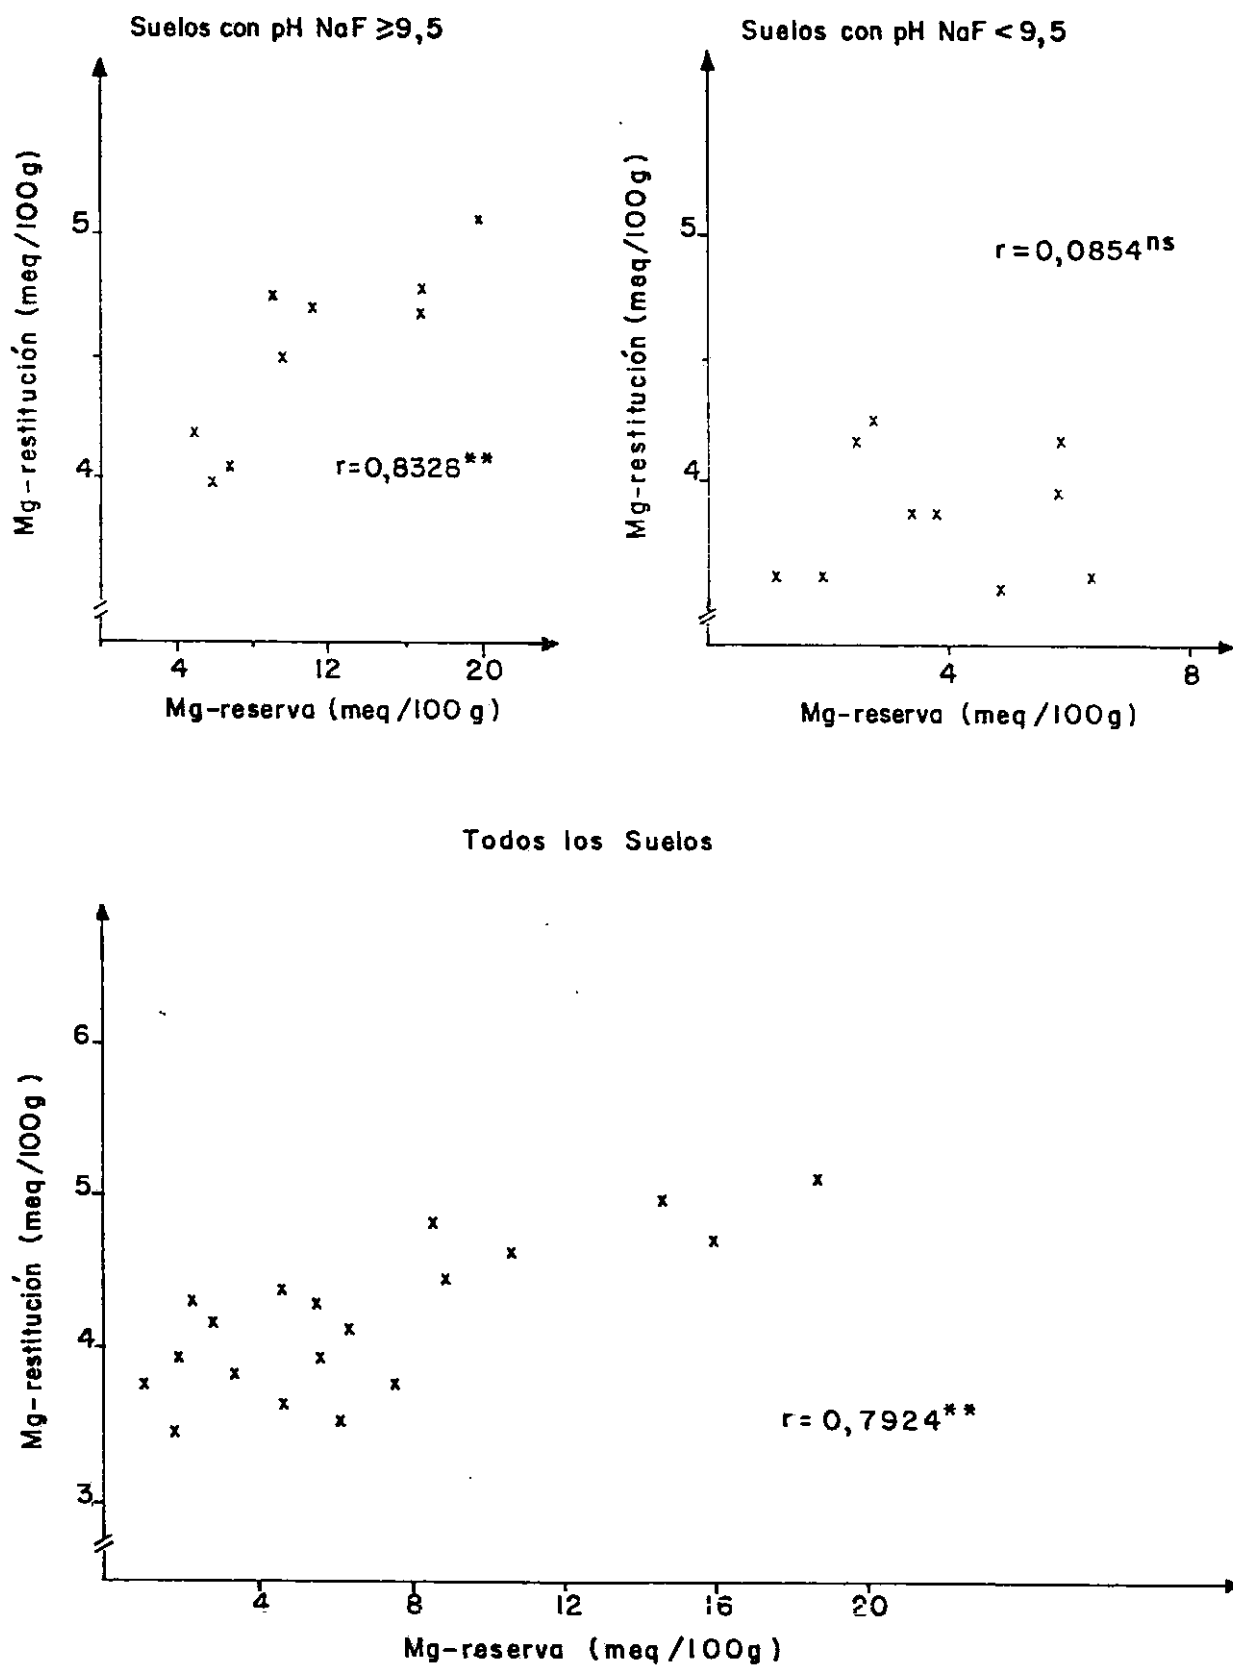 Suelos con pH NaF ≥9,5
Mg-restitución (meq/100g)
5
4
r=0,8328**
4 12 20
Mg-reserva (meq/100 g)
Suelos con pH NaF < 9,5
Mg-restitución (meq/100g)
5
4
r=0,0854ns
4 8
Mg-reserva (meq/100g)
Todos los Suelos
Mg-restitución (meq/100g)
6
5
4
3
r=0,7924**
4 8 12 16 20
Mg-reserva (meq/100g)